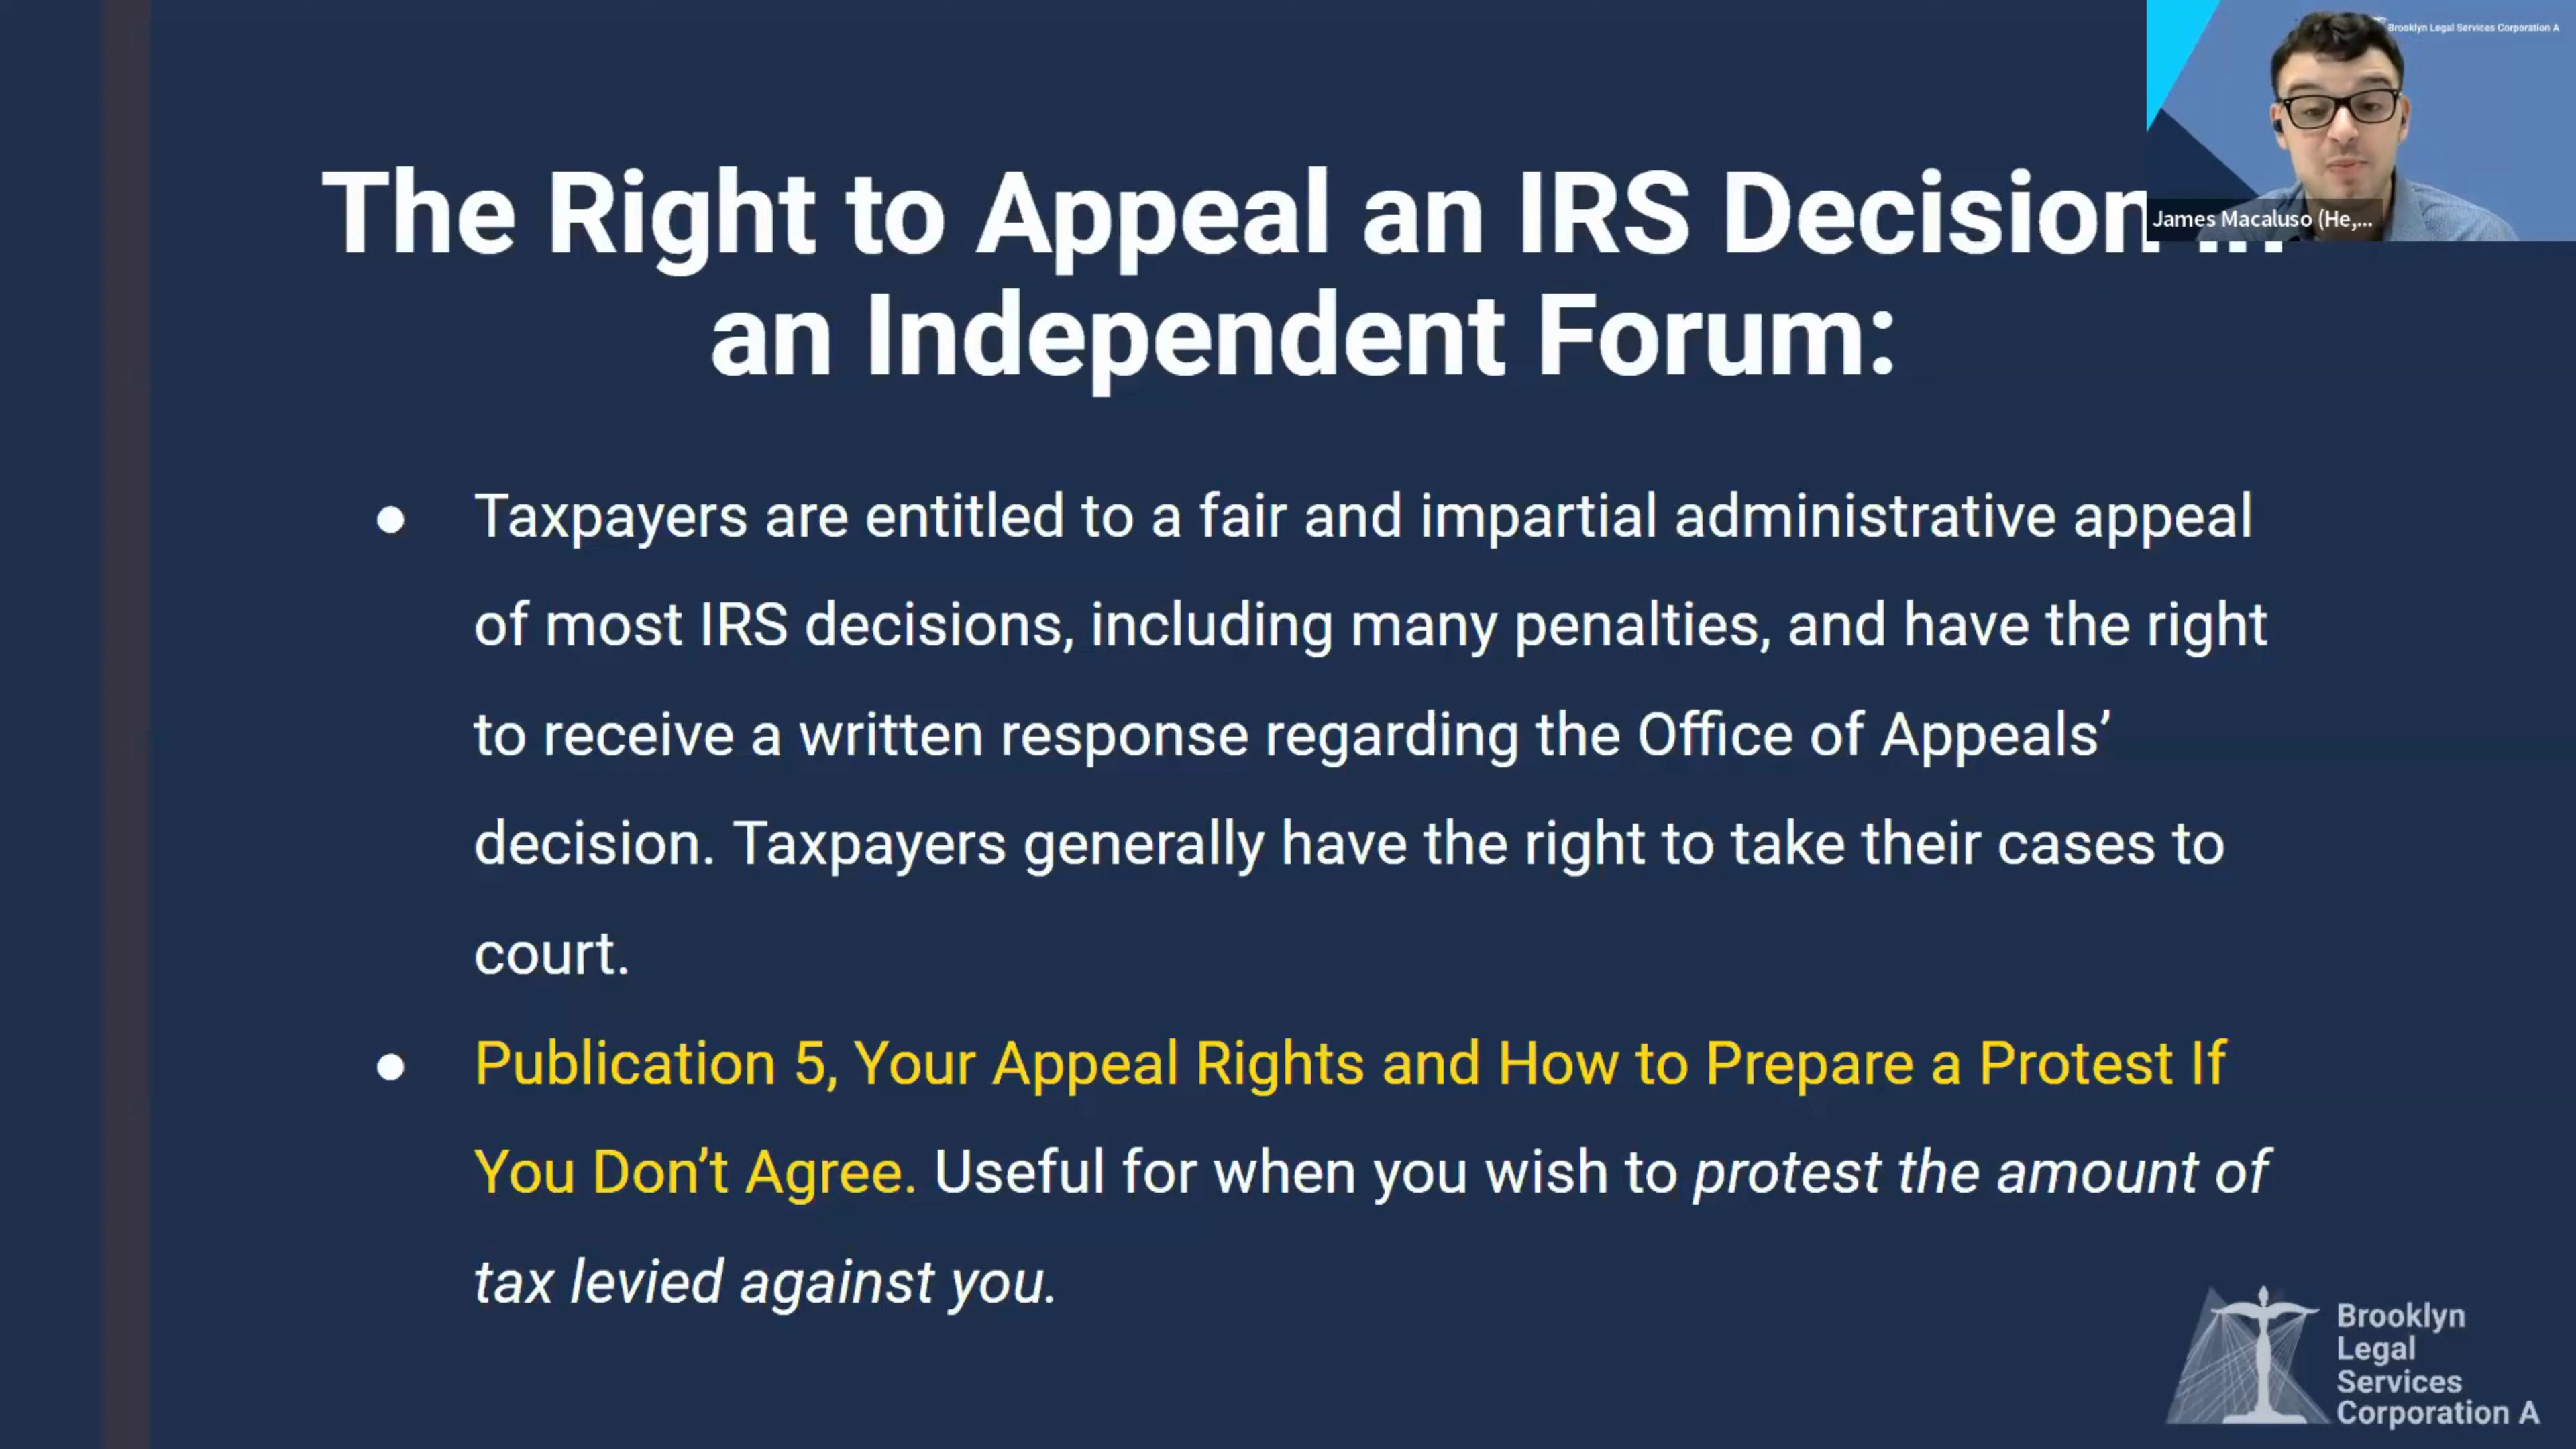 Brooklyn Legal Services Corporation A
James Macaluso (He,...
The Right to Appeal an IRS Decision
an Independent Forum:
● Taxpayers are entitled to a fair and impartial administrative appeal
of most IRS decisions, including many penalties, and have the right
to receive a written response regarding the Office of Appeals’
decision. Taxpayers generally have the right to take their cases to
court.
● Publication 5, Your Appeal Rights and How to Prepare a Protest If
You Don’t Agree. Useful for when you wish to protest the amount of
tax levied against you.
Brooklyn
Legal
Services
Corporation A